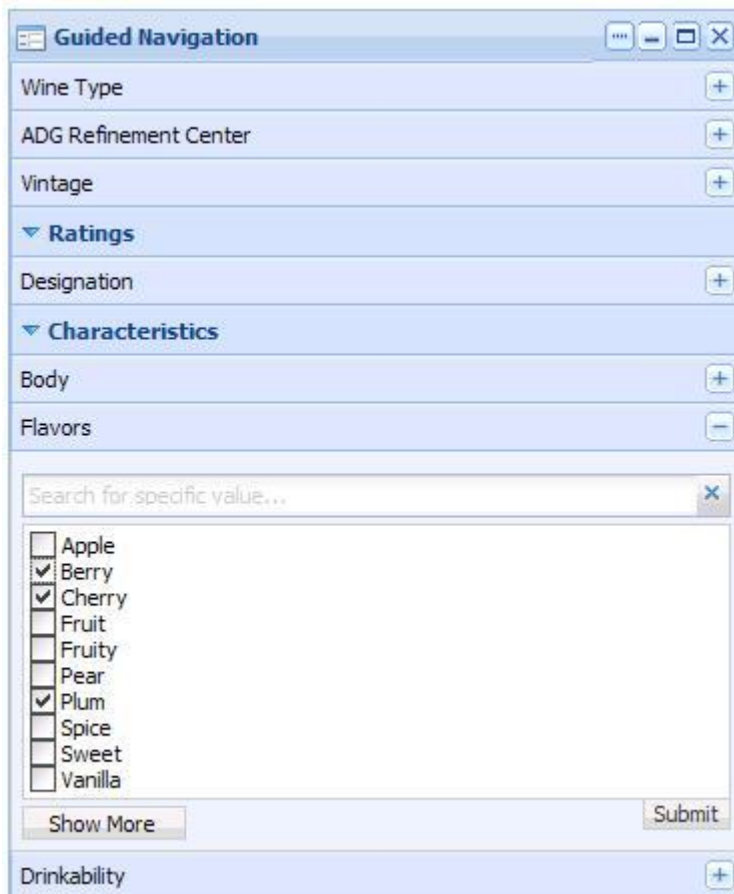 Guided Navigation
Wine Type
ADG Refinement Center
Vintage
Ratings
Designation
Characteristics
Body
Flavors
Search for specific value...
Apple
Berry
Cherry
Fruit
Fruity
Pear
Plum
Spice
Sweet
Vanilla
Show More
Submit
Drinkability